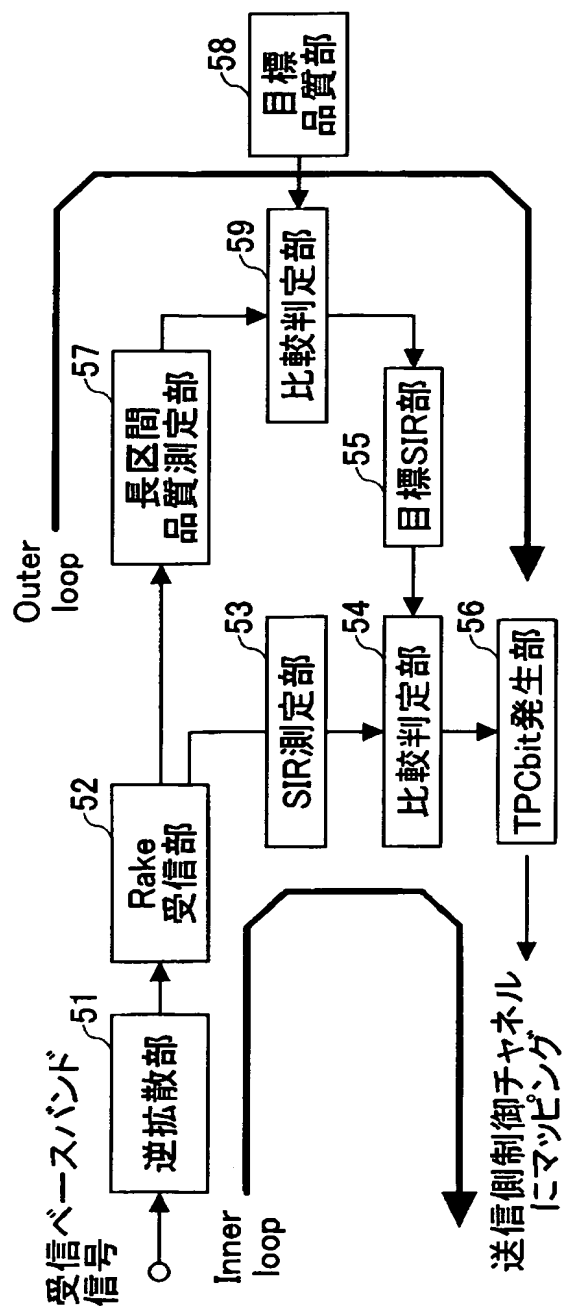 受信ベースバンド
信号
51
逆拡散部
52
Rake
受信部
57
長区間
品質測定部
Outer
loop
59
比較判定部
58
目標
品質部
55
目標SIR部
53
SIR測定部
54
比較判定部
56
TPCbit発生部
Inner
loop
送信側制御チャネル
にマッピング